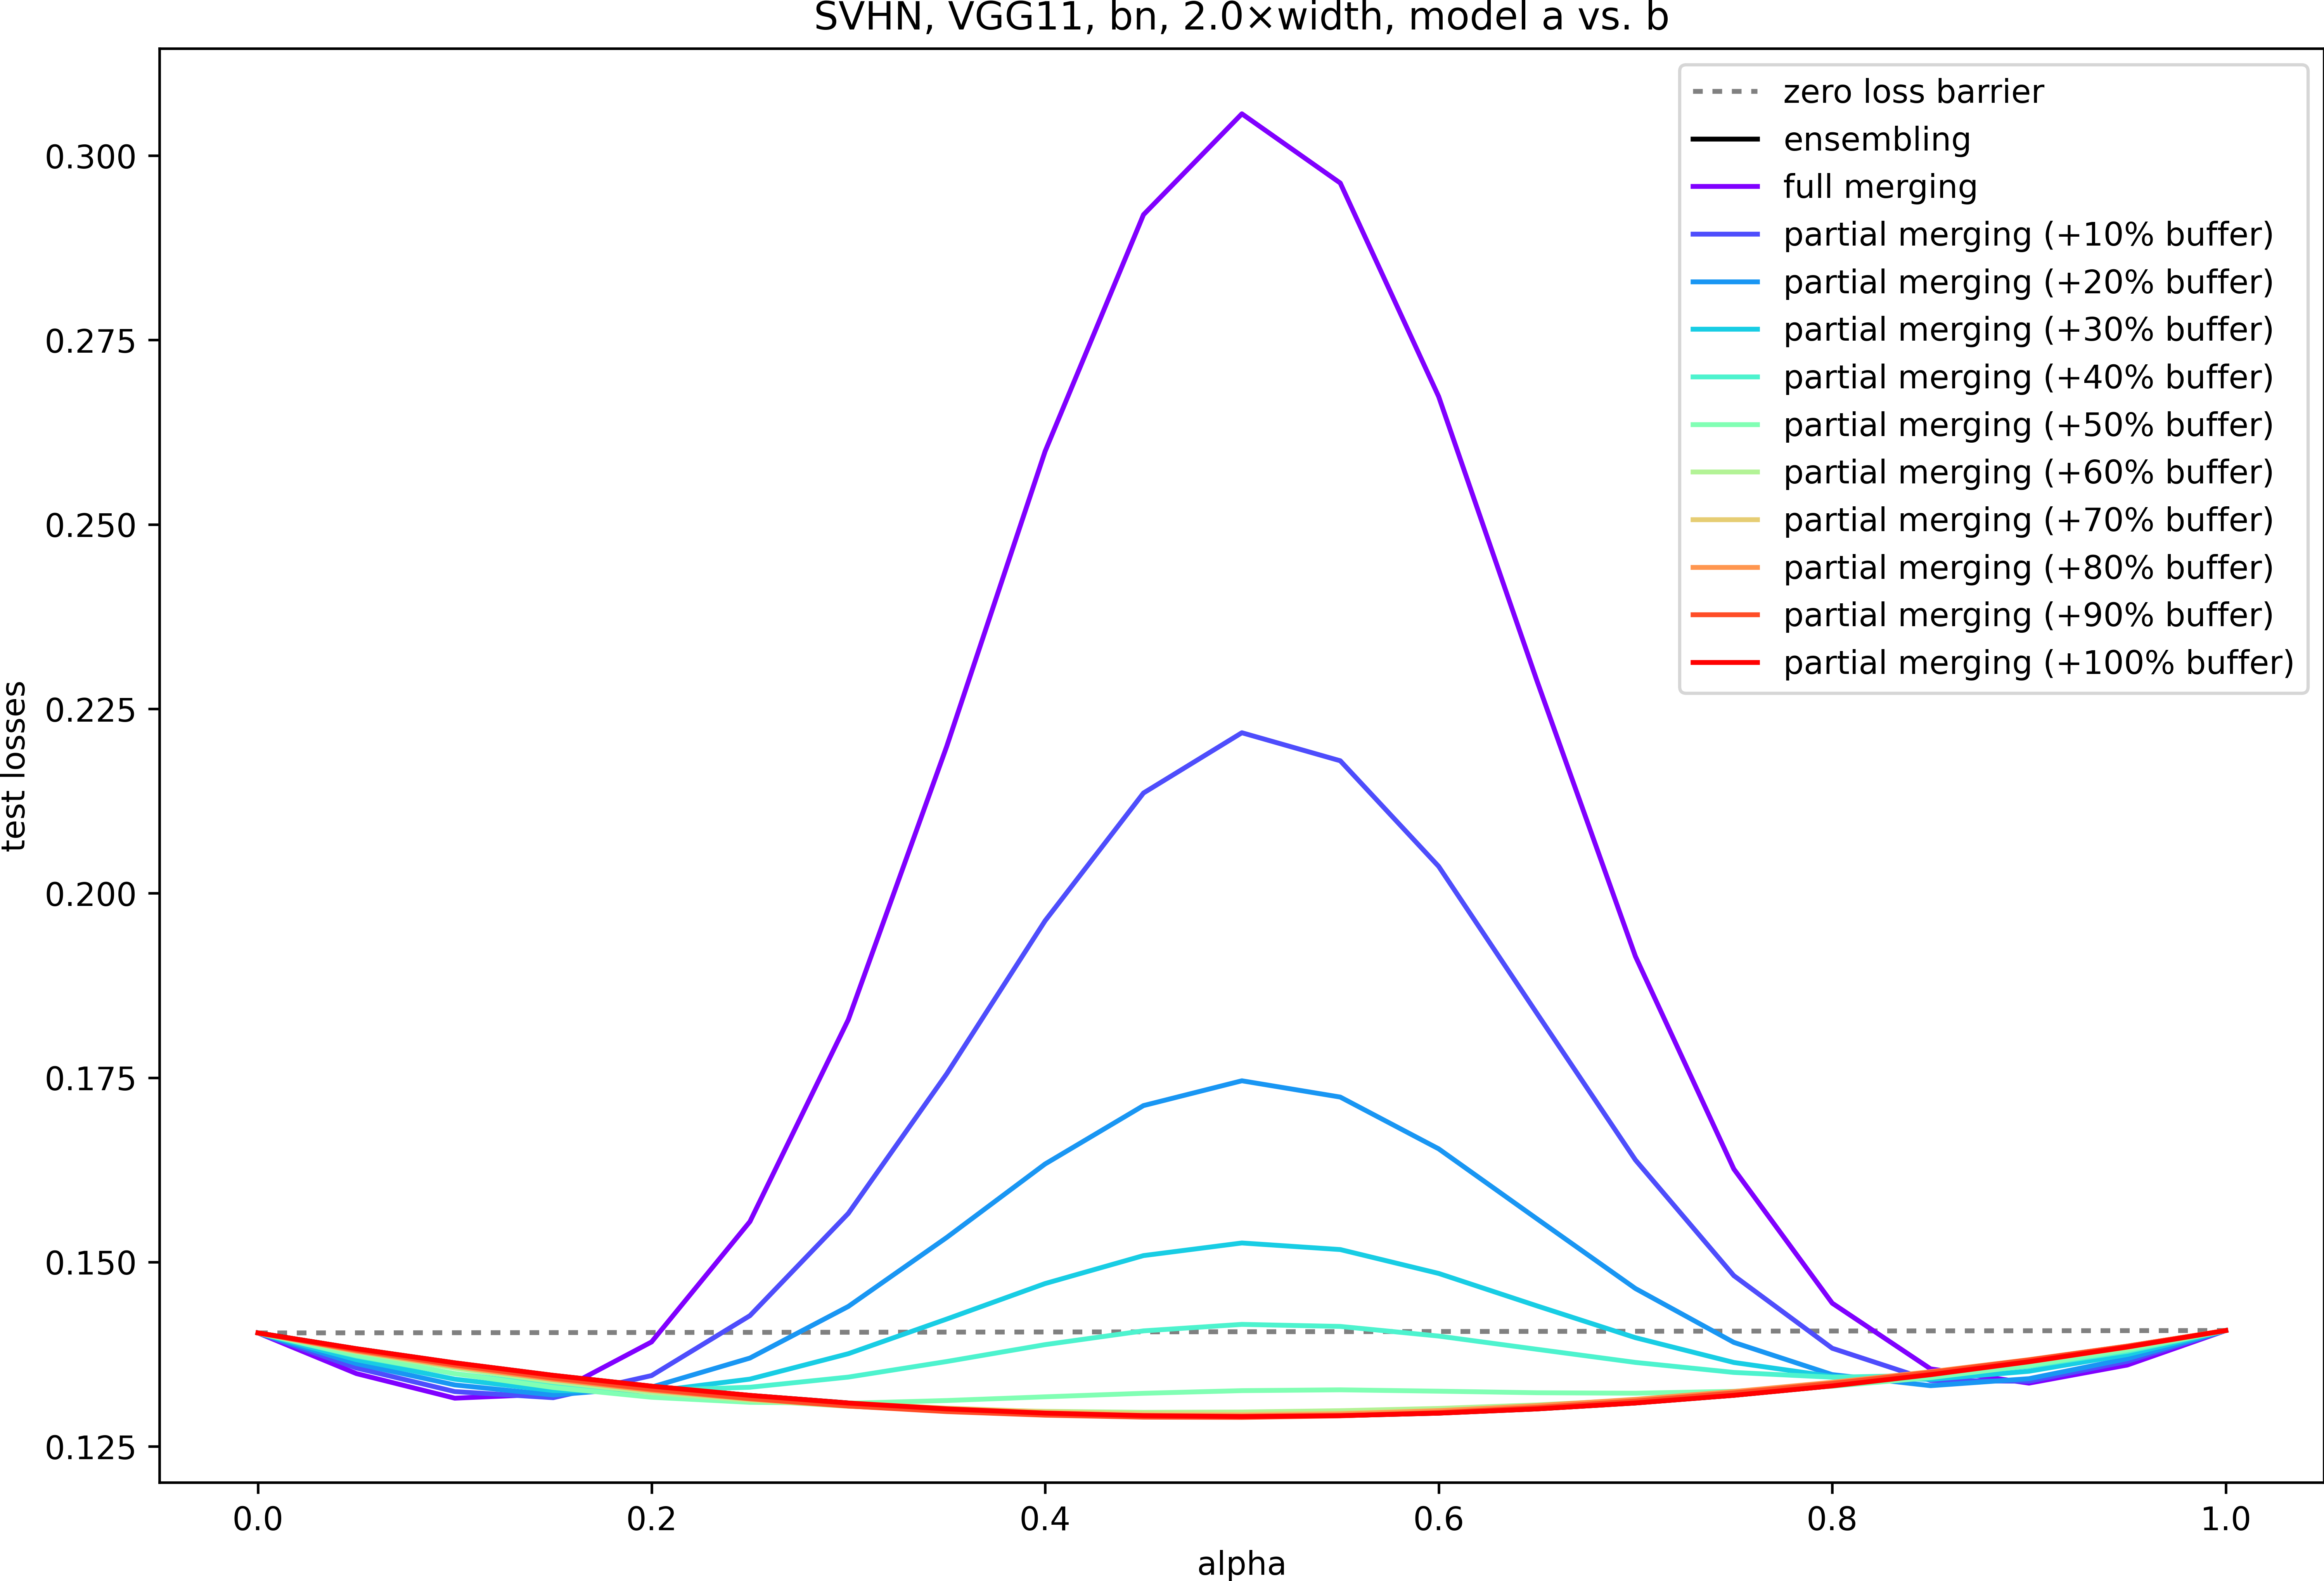 SVHN, VGG11, bn, 2.0×width, model a vs. b
zero loss barrier
ensembling
full merging
partial merging (+10% buffer)
partial merging (+20% buffer)
partial merging (+30% buffer)
partial merging (+40% buffer)
partial merging (+50% buffer)
partial merging (+60% buffer)
partial merging (+70% buffer)
partial merging (+80% buffer)
partial merging (+90% buffer)
partial merging (+100% buffer)
test losses
0.300
0.275
0.250
0.225
0.200
0.175
0.150
0.125
0.0 0.2 0.4 0.6 0.8 1.0
alpha